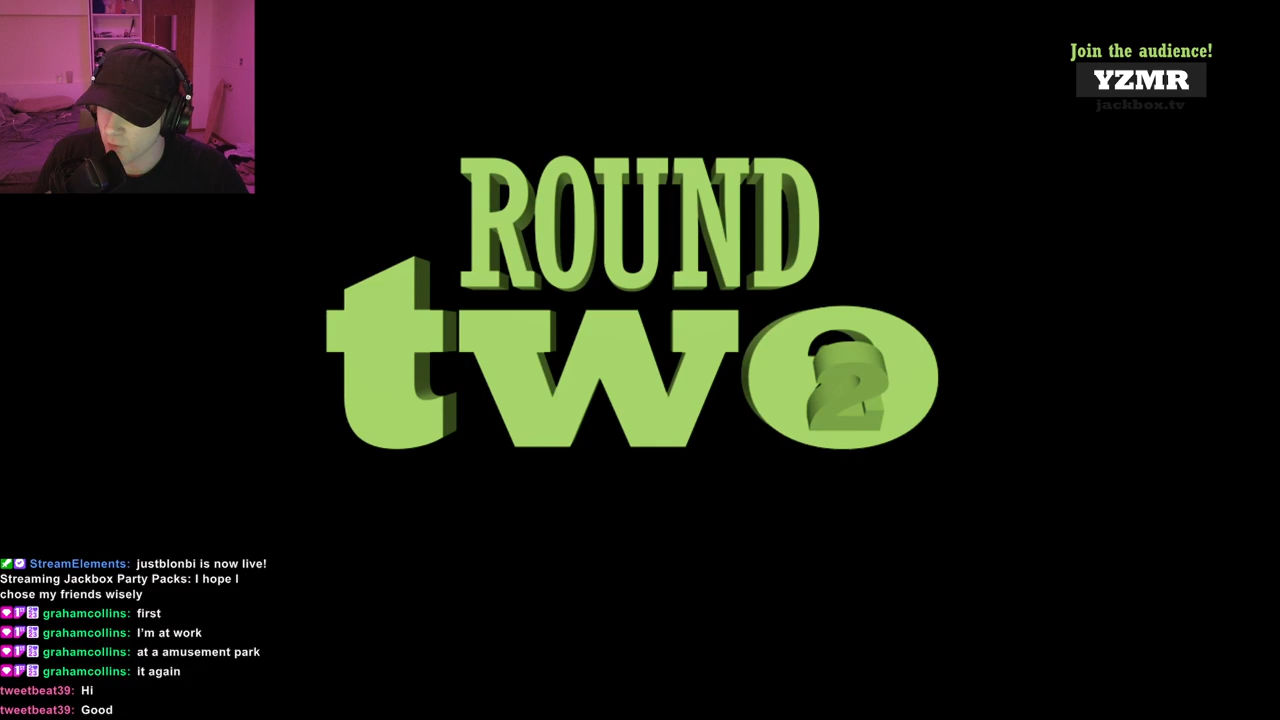 Join the audience!
YZMR
jackbox.tv
ROUND
two
2
StreamElements: justblonbi is now live!
Streaming Jackbox Party Packs: I hope I
chose my friends wisely
grahamcollins: first
grahamcollins: I'm at work
grahamcollins: at a amusement park
grahamcollins: it again
tweetbeat39: Hi
tweetbeat39: Good